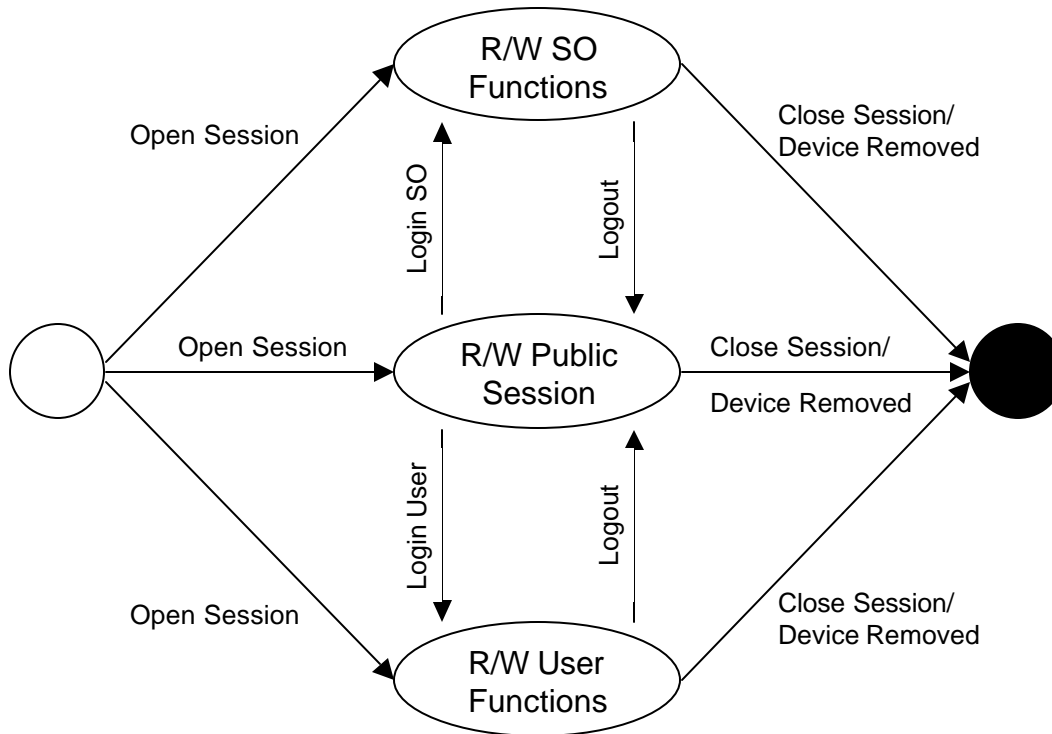 R/W SO
Functions
Open Session
Close Session/
Device Removed
Login SO
Logout
Open Session
R/W Public
Session
Close Session/
Device Removed
Login User
Logout
Open Session
Close Session/
Device Removed
R/W User
Functions